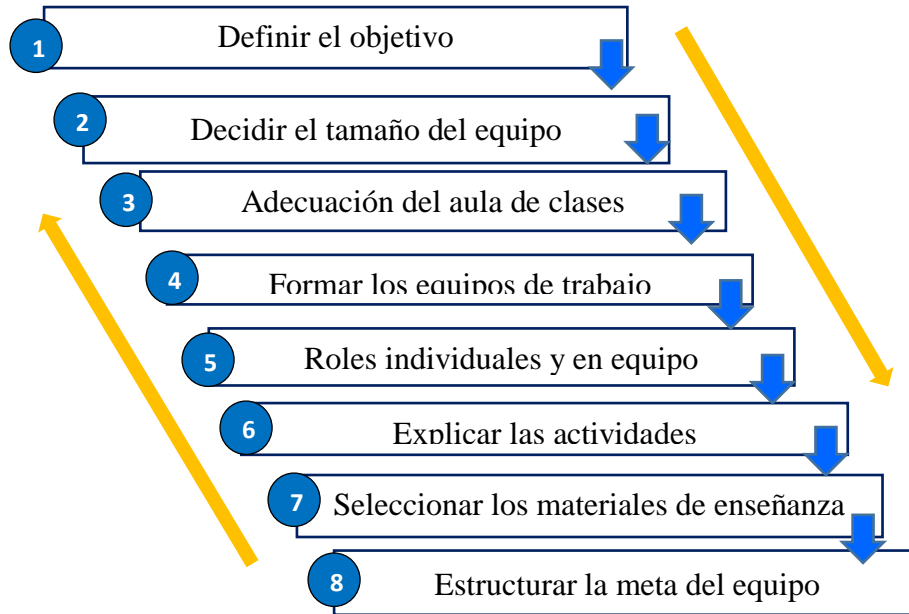 1 Definir el objetivo
2 Decidir el tamaño del equipo
3 Adecuación del aula de clases
4 Formar los equipos de trabajo
5 Roles individuales y en equipo
6 Explicar las actividades
7 Seleccionar los materiales de enseñanza
8 Estructurar la meta del equipo